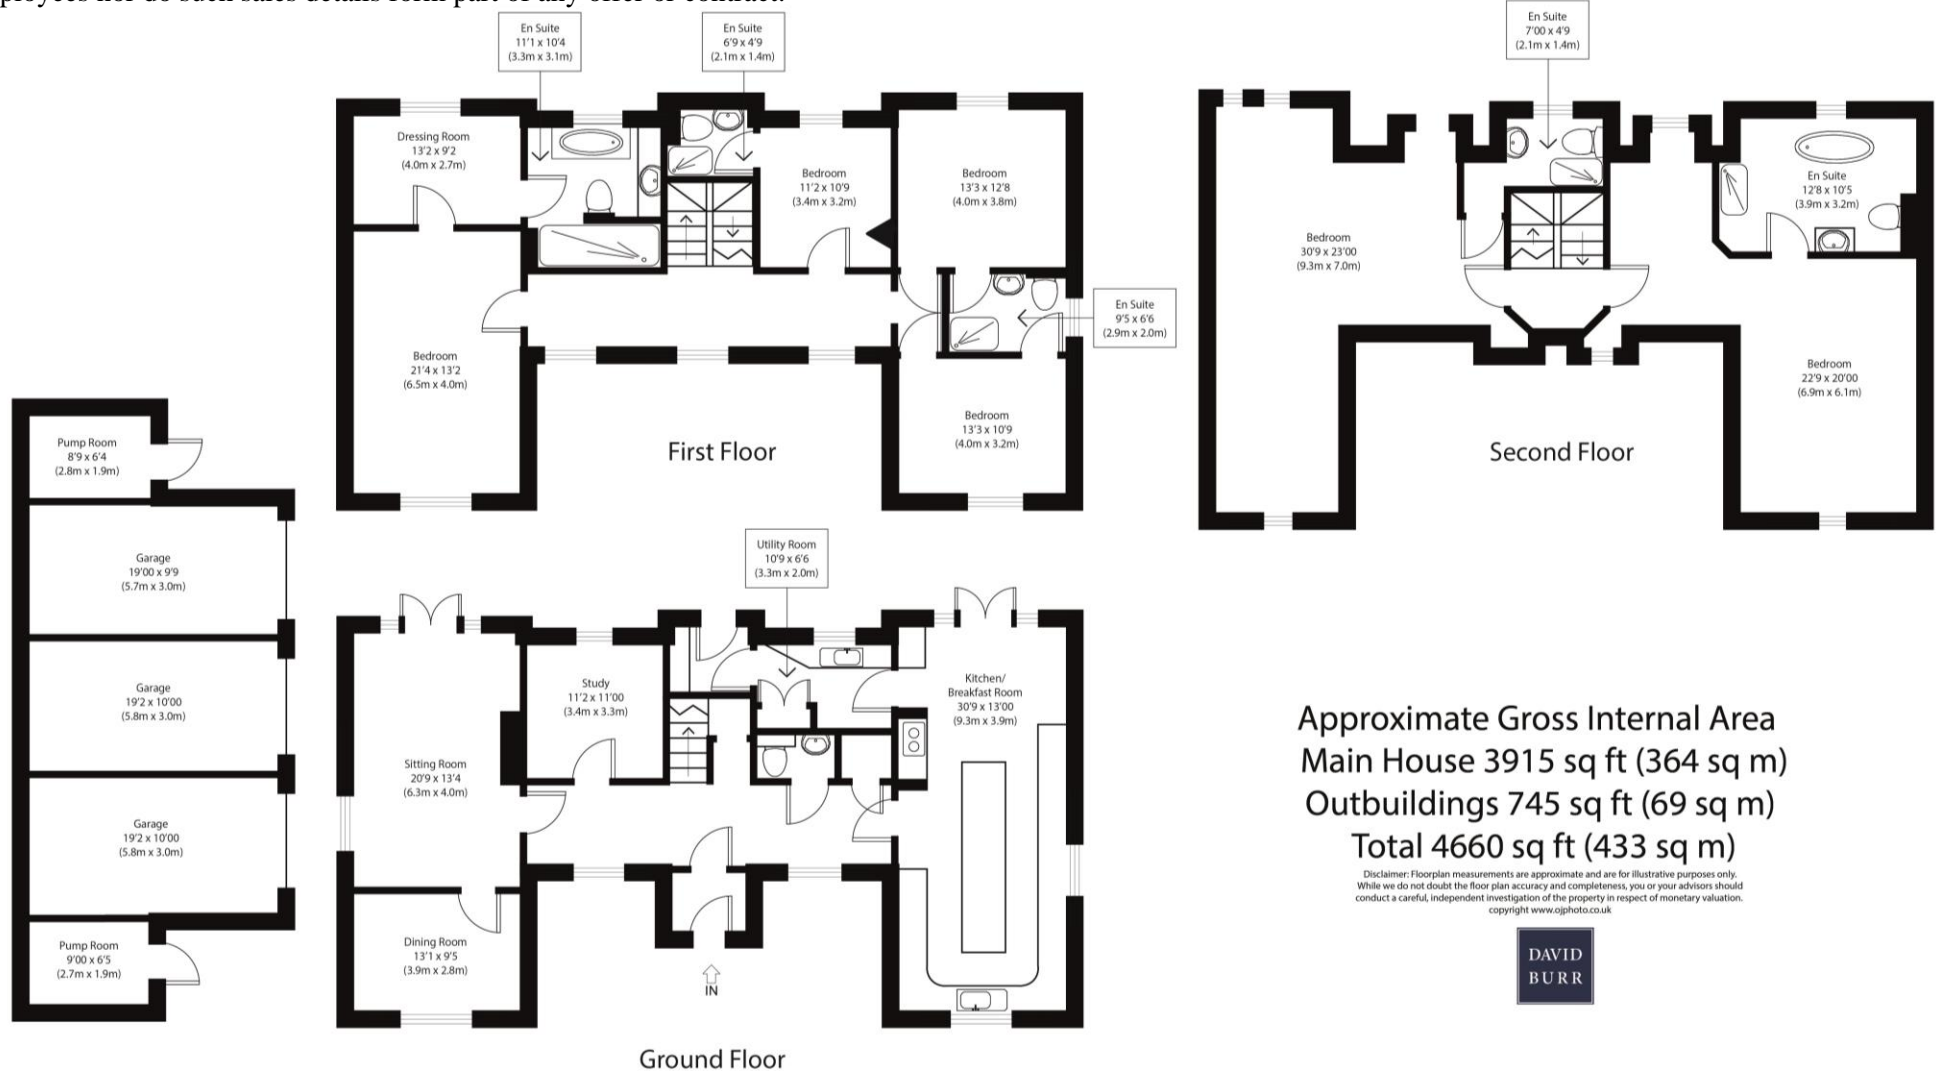 ployees nor do such sales details form part of any offer or contract.
En Suite
11'1 x 10'4
(3.3m x 3.1m)
En Suite
6'9 x 4'9
(2.1m x 1.4m)
Dressing Room
13'2 x 9'2
(4.0m x 2.7m)
Bedroom
11'2 x 10'9
(3.4m x 3.2m)
Bedroom
13'3 x 12'8
(4.0m x 3.8m)
En Suite
9'5 x 6'6
(2.9m x 2.0m)
Bedroom
21'4 x 13'2
(6.5m x 4.0m)
Bedroom
13'3 x 10'9
(4.0m x 3.2m)
First Floor
En Suite
7'00 x 4'9
(2.1m x 1.4m)
En Suite
12'8 x 10'5
(3.9m x 3.2m)
Bedroom
30'9 x 23'00
(9.3m x 7.0m)
Bedroom
22'9 x 20'00
(6.9m x 6.1m)
Second Floor
Pump Room
8'9 x 6'4
(2.8m x 1.9m)
Garage
19'00 x 9'9
(5.7m x 3.0m)
Garage
19'2 x 10'00
(5.8m x 3.0m)
Garage
19'2 x 10'00
(5.8m x 3.0m)
Pump Room
9'00 x 6'5
(2.7m x 1.9m)
Utility Room
10'9 x 6'6
(3.3m x 2.0m)
Study
11'2 x 11'00
(3.4m x 3.3m)
Kitchen/
Breakfast Room
30'9 x 13'00
(9.3m x 3.9m)
Sitting Room
20'9 x 13'4
(6.3m x 4.0m)
Dining Room
13'1 x 9'5
(3.9m x 2.8m)
IN
Ground Floor
Approximate Gross Internal Area
Main House 3915 sq ft (364 sq m)
Outbuildings 745 sq ft (69 sq m)
Total 4660 sq ft (433 sq m)
Disclaimer: Floorplan measurements are approximate and are for illustrative purposes only.
While we do not doubt the floor plan accuracy and completeness, you or your advisors should
conduct a careful, independent investigation of the property in respect of monetary valuation.
copyright www.ojphoto.co.uk
DAVID
BURR